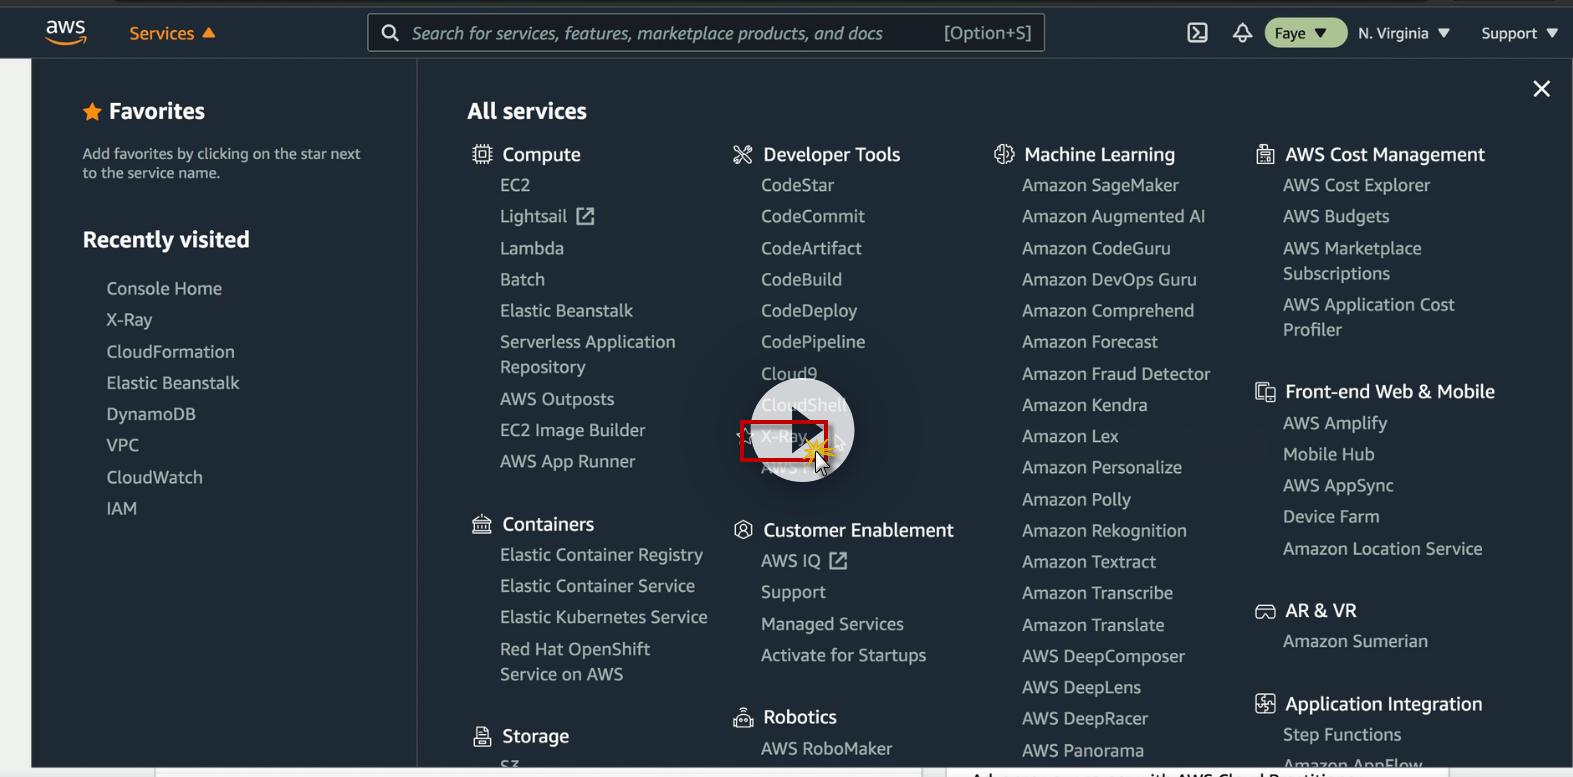 aws
Services
Search for services, features, marketplace products, and docs
[Option+S]
Faye
N. Virginia
Support
Favorites
Add favorites by clicking on the star next
to the service name.
Recently visited
Console Home
X-Ray
CloudFormation
Elastic Beanstalk
DynamoDB
VPC
CloudWatch
IAM
All services
Compute
EC2
Lightsail
Lambda
Batch
Elastic Beanstalk
Serverless Application
Repository
AWS Outposts
EC2 Image Builder
AWS App Runner
Containers
Elastic Container Registry
Elastic Container Service
Elastic Kubernetes Service
Red Hat OpenShift
Service on AWS
Storage
S3
Developer Tools
CodeStar
CodeCommit
CodeArtifact
CodeBuild
CodeDeploy
CodePipeline
Cloud9
CloudShell
X-Ray
AWS
Customer Enablement
AWS IQ
Support
Managed Services
Activate for Startups
Robotics
AWS RoboMaker
Machine Learning
Amazon SageMaker
Amazon Augmented AI
Amazon CodeGuru
Amazon DevOps Guru
Amazon Comprehend
Amazon Forecast
Amazon Fraud Detector
Amazon Kendra
Amazon Lex
Amazon Personalize
Amazon Polly
Amazon Rekognition
Amazon Textract
Amazon Transcribe
Amazon Translate
AWS DeepComposer
AWS DeepLens
AWS DeepRacer
AWS Panorama
AWS Cost Management
AWS Cost Explorer
AWS Budgets
AWS Marketplace
Subscriptions
AWS Application Cost
Profiler
Front-end Web & Mobile
AWS Amplify
Mobile Hub
AWS AppSync
Device Farm
Amazon Location Service
AR & VR
Amazon Sumerian
Application Integration
Step Functions
Amazon AppFlow